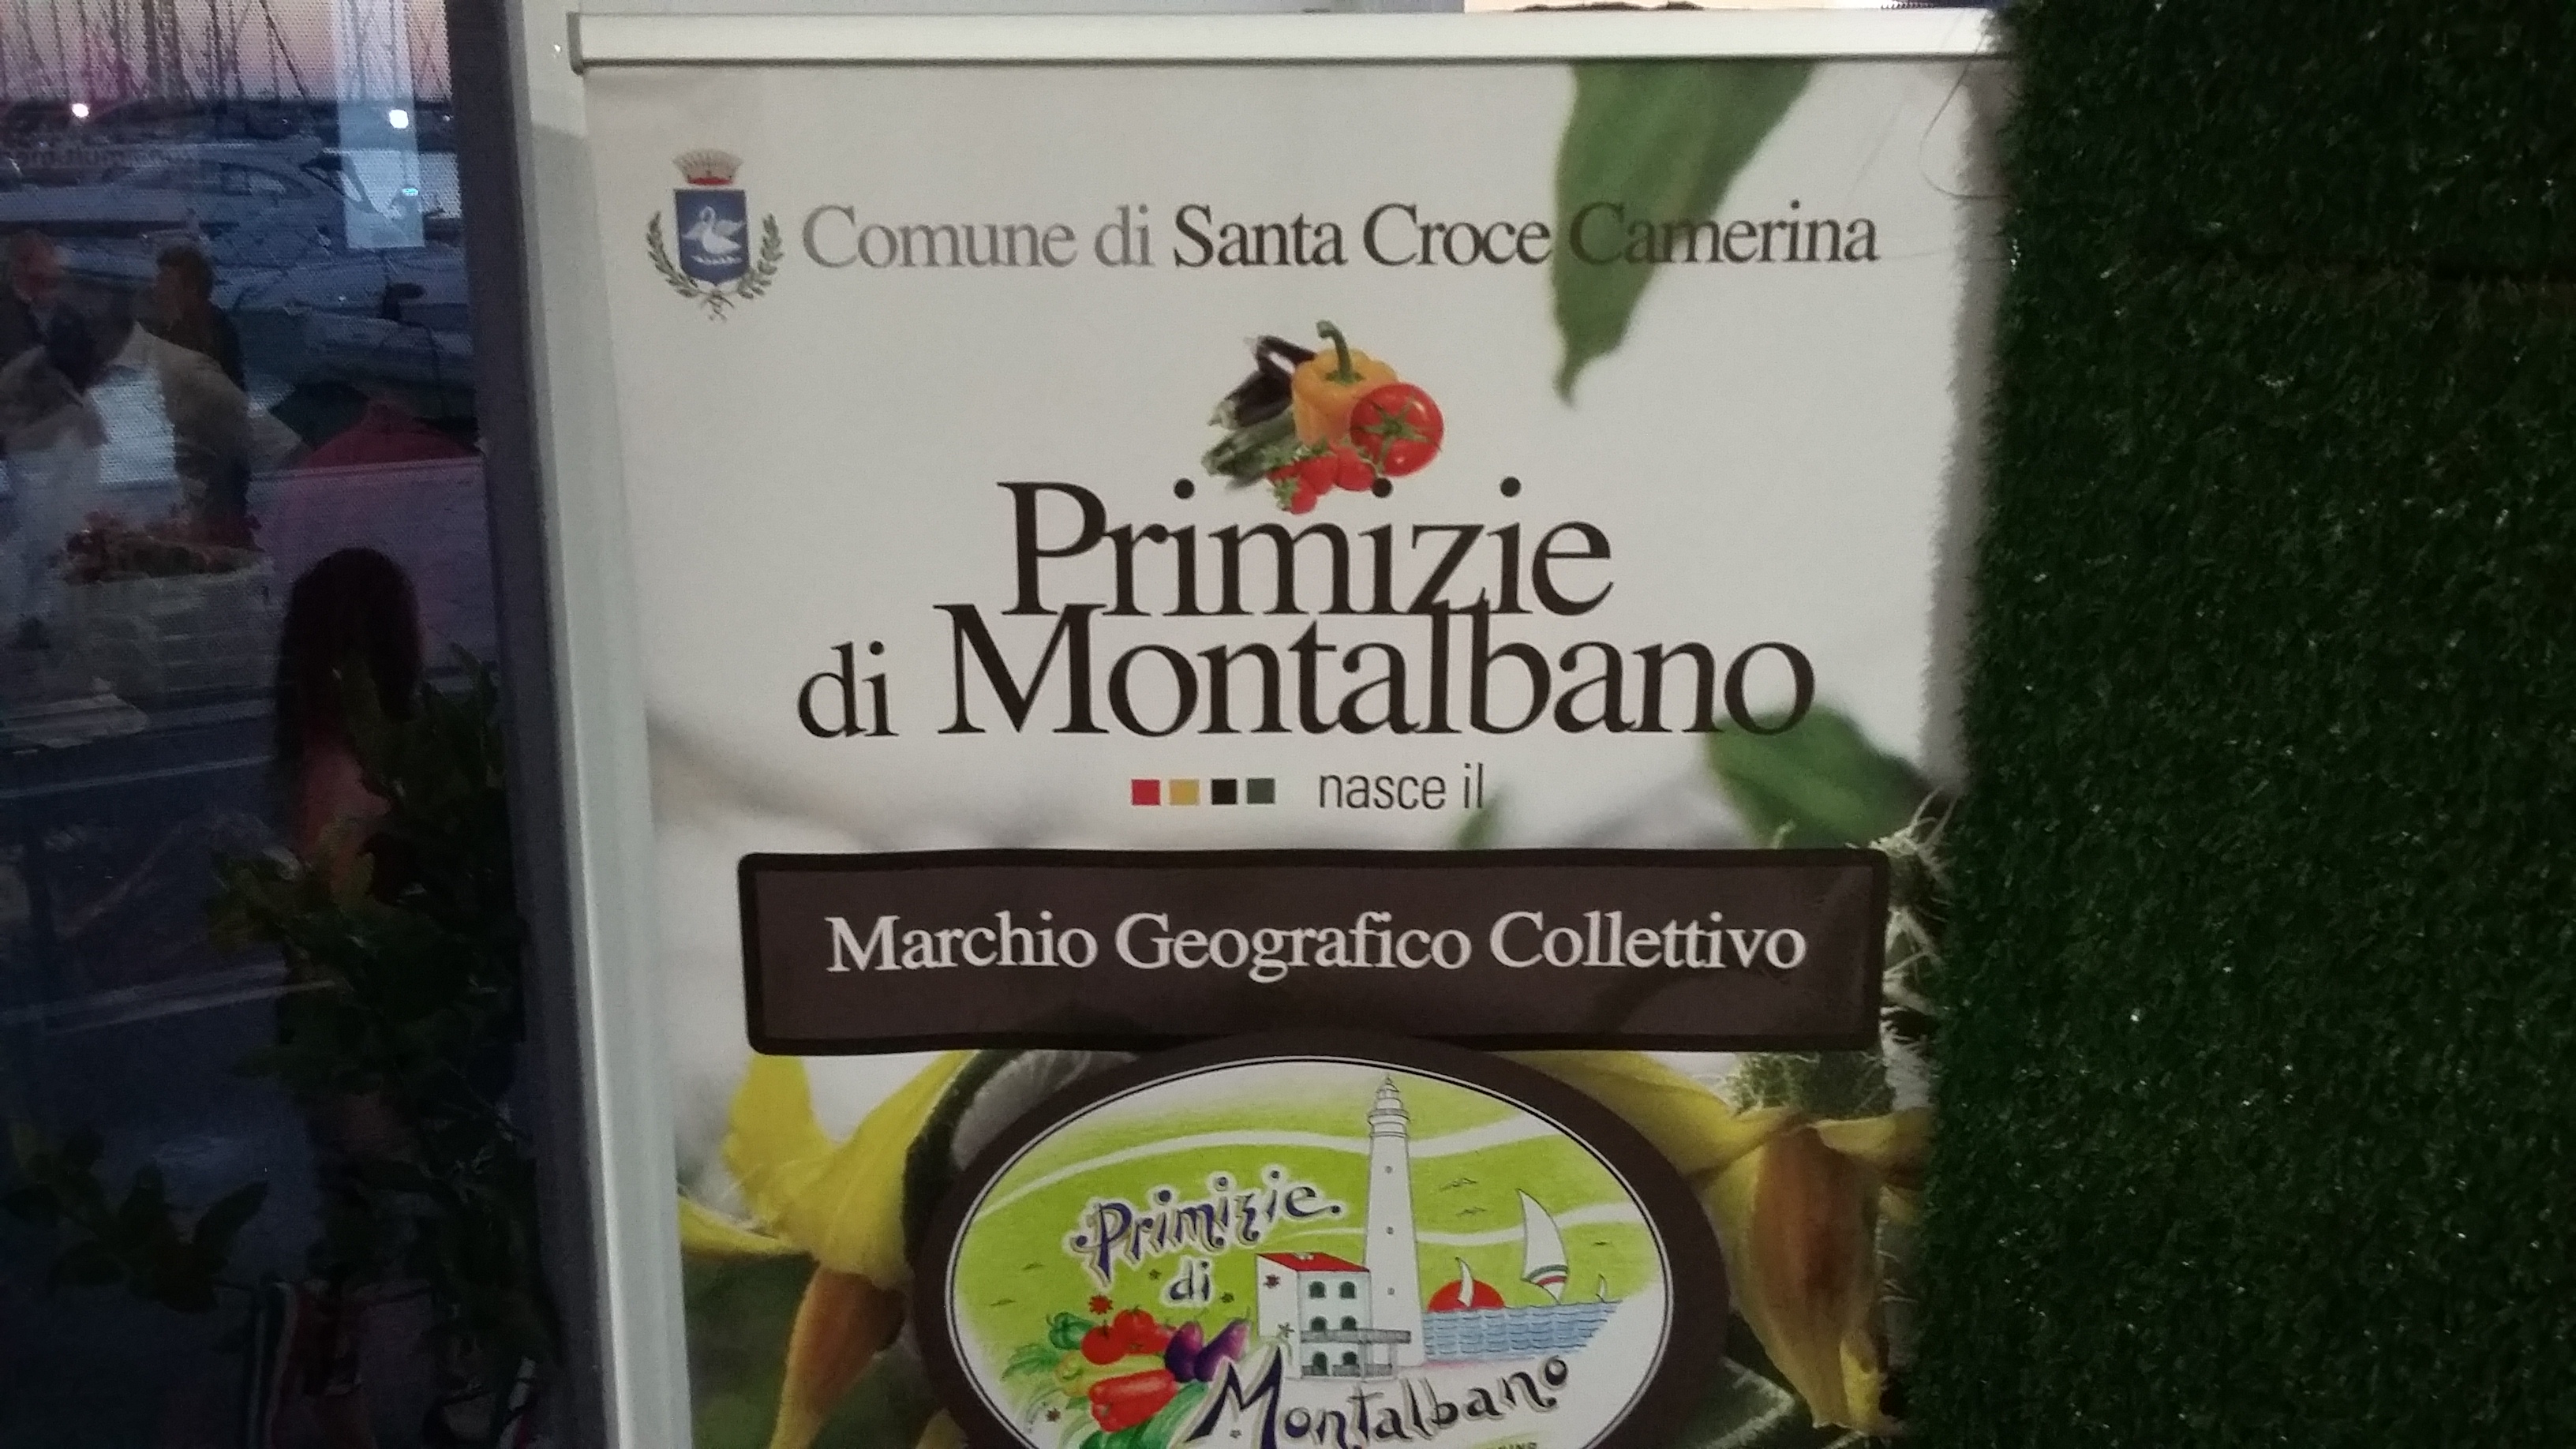 Comune di Santa Croce Camerina
Primizie
di Montalbano
nasce il
Marchio Geografico Collettivo
Primizie
di
Montalbano